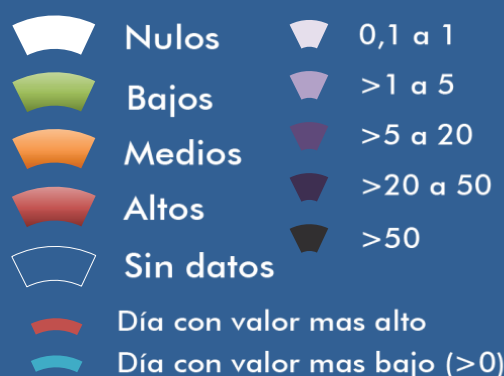 Nulos
Bajos
Medios
Altos
Sin datos
0,1 a 1
>1 a 5
>5 a 20
>20 a 50
>50
Día con valor mas alto
Día con valor mas bajo (>0)